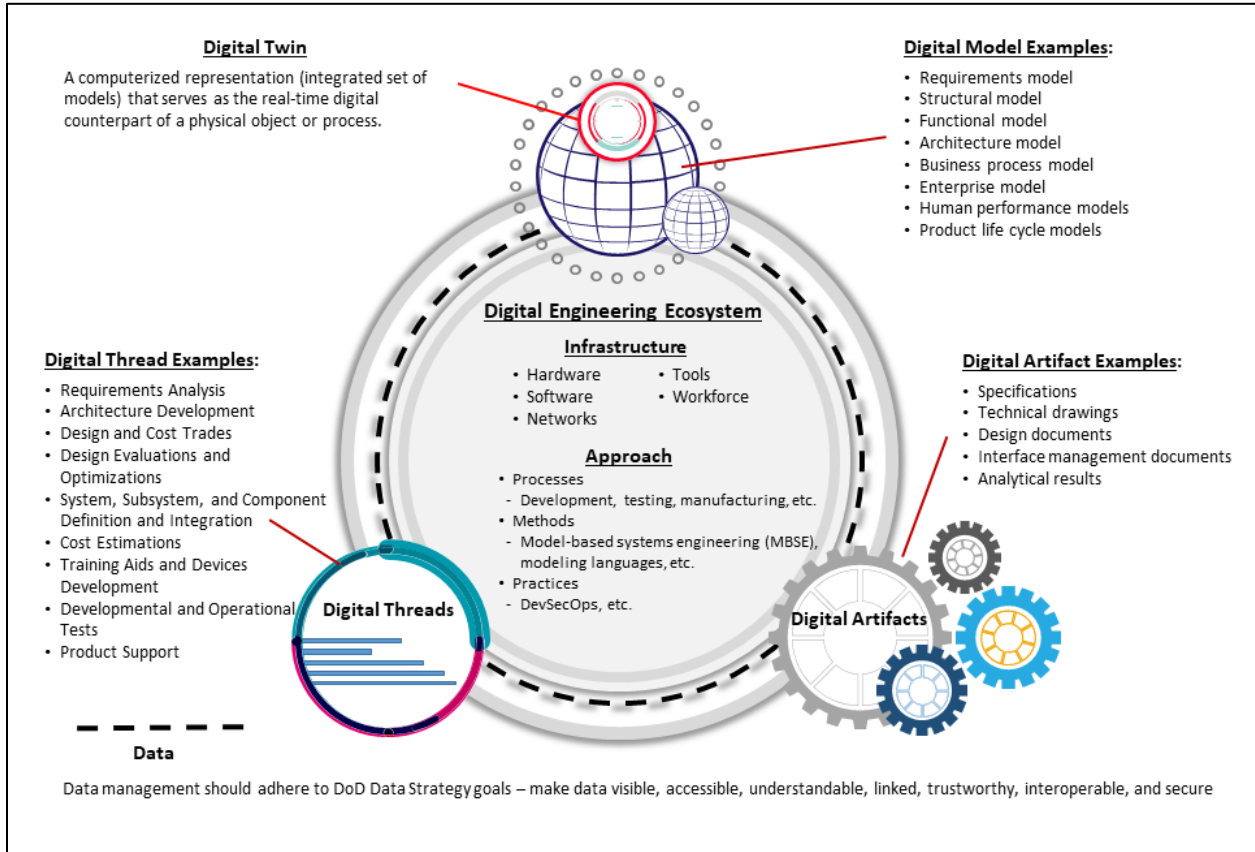 Digital Twin
A computerized representation (integrated set of
models) that serves as the real-time digital
counterpart of a physical object or process.
Digital Model Examples:
• Requirements model
• Structural model
• Functional model
• Architecture model
• Business process model
• Enterprise model
• Human performance models
• Product life cycle models
Digital Engineering Ecosystem
Infrastructure
• Hardware
• Software
• Networks
• Tools
• Workforce
Approach
• Processes
- Development, testing, manufacturing, etc.
• Methods
- Model-based systems engineering (MBSE),
modeling languages, etc.
• Practices
- DevSecOps, etc.
Digital Thread Examples:
• Requirements Analysis
• Architecture Development
• Design and Cost Trades
• Design Evaluations and
Optimizations
• System, Subsystem, and Component
Definition and Integration
• Cost Estimations
• Training Aids and Devices
Development
• Developmental and Operational
Tests
• Product Support
Digital Artifact Examples:
• Specifications
• Technical drawings
• Design documents
• Interface management documents
• Analytical results
Digital Threads
Digital Artifacts
Data
Data management should adhere to DoD Data Strategy goals – make data visible, accessible, understandable, linked, trustworthy, interoperable, and secure